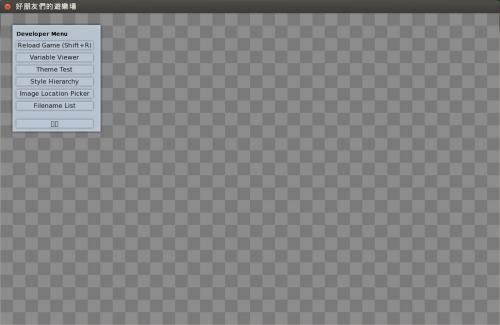 好朋友們的遊樂場
Developer Menu
Reload Game (Shift+R)
Variable Viewer
Theme Test
Style Hierarchy
Image Location Picker
Filename List